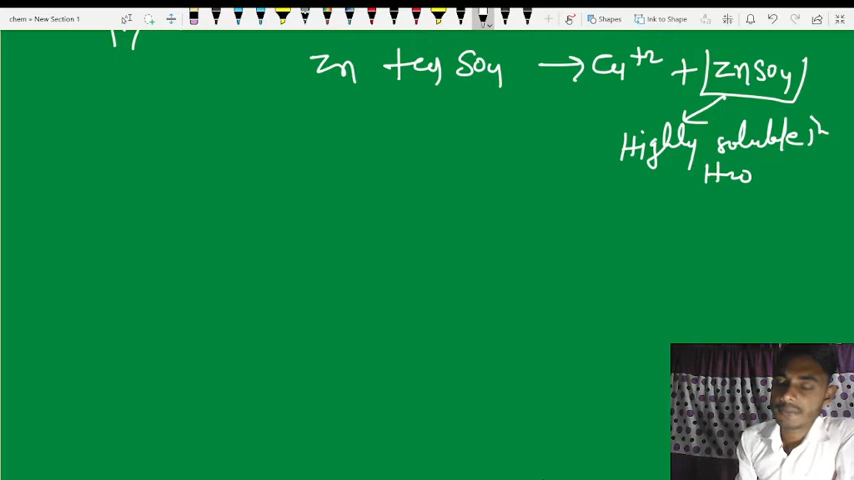 chem » New Section 1
Shapes Ink to Shape
Zn + Cu SO4 → Cu+2 + ZnSO4
Highly soluble in
H2O